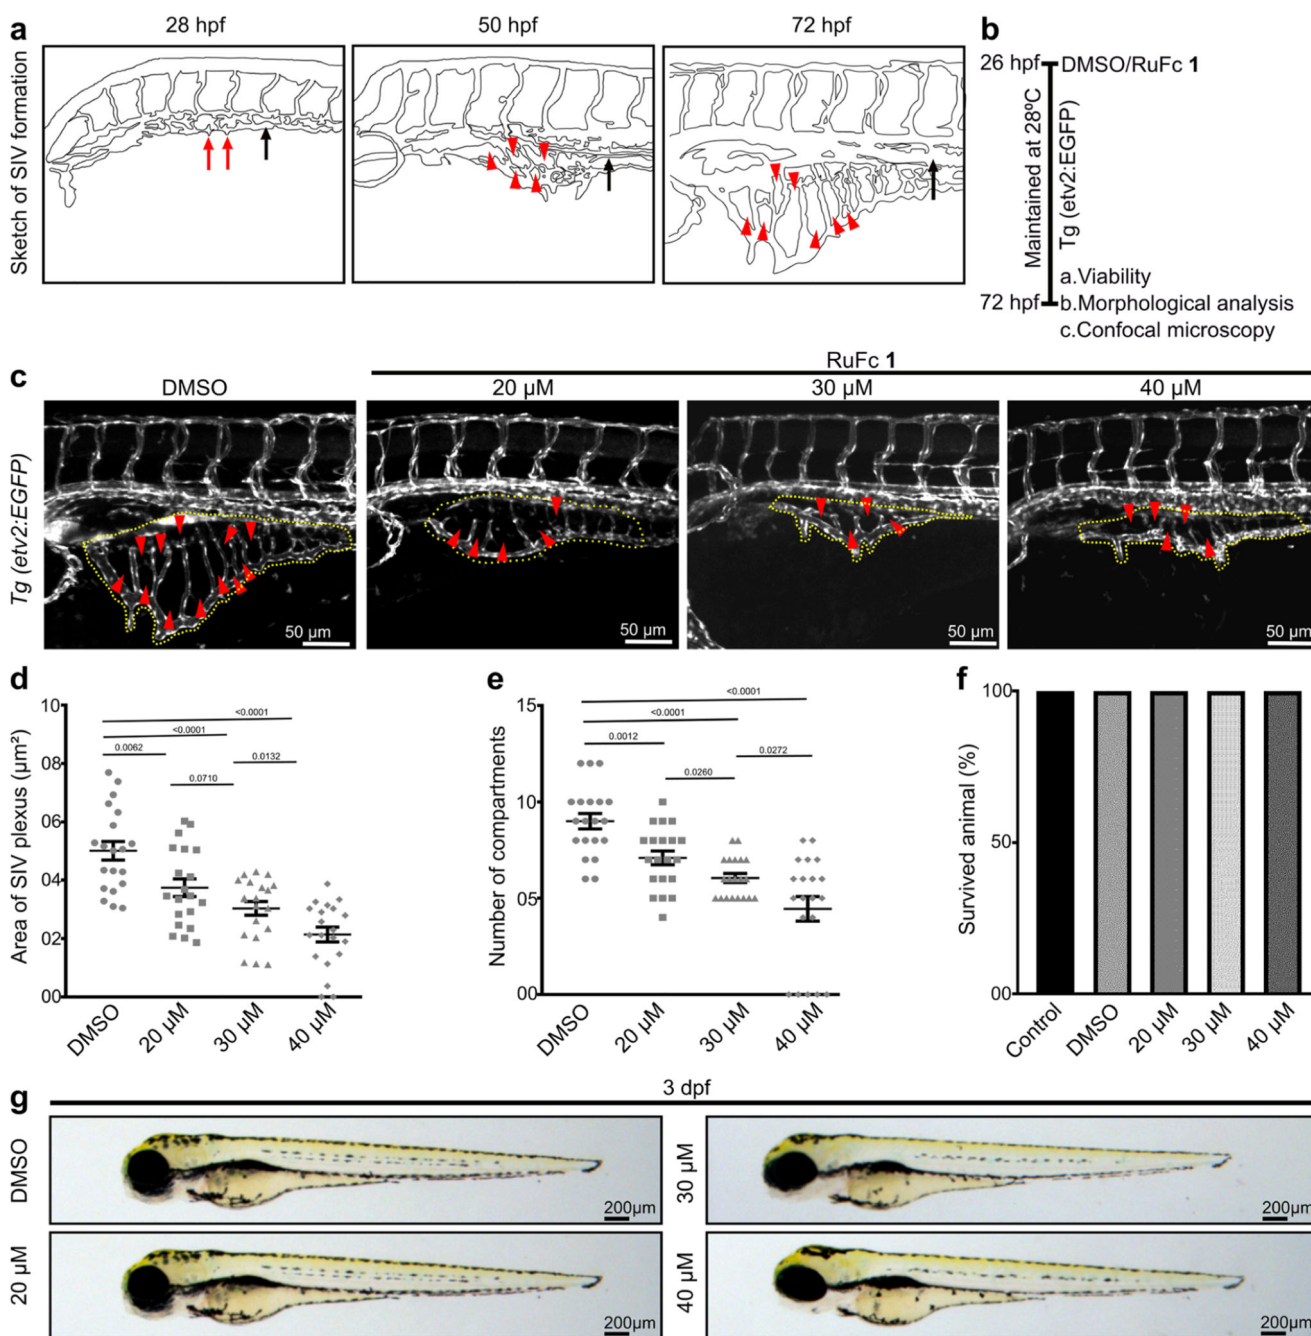 a
28 hpf
50 hpf
72 hpf
Sketch of SIV formation
b
26 hpf
DMSO/RuFc 1
Maintained at 28ºC
Tg (etv2:EGFP)
a.Viability
72 hpf
b.Morphological analysis
c.Confocal microscopy
c
RuFc 1
DMSO
20 µM
30 µM
40 µM
Tg (etv2:EGFP)
50 µm
50 µm
50 µm
50 µm
d
Area of SIV plexus (µm²)
10
08
06
04
02
00
<0.0001
<0.0001
0.0062
0.0132
0.0710
DMSO
20 µM
30 µM
40 µM
e
Number of compartments
15
10
05
00
<0.0001
<0.0001
0.0012
0.0272
0.0260
DMSO
20 µM
30 µM
40 µM
f
Survived animal (%)
100
50
00
Control
DMSO
20 µM
30 µM
40 µM
g
3 dpf
DMSO
200µm
30 µM
200µm
20 µM
200µm
40 µM
200µm